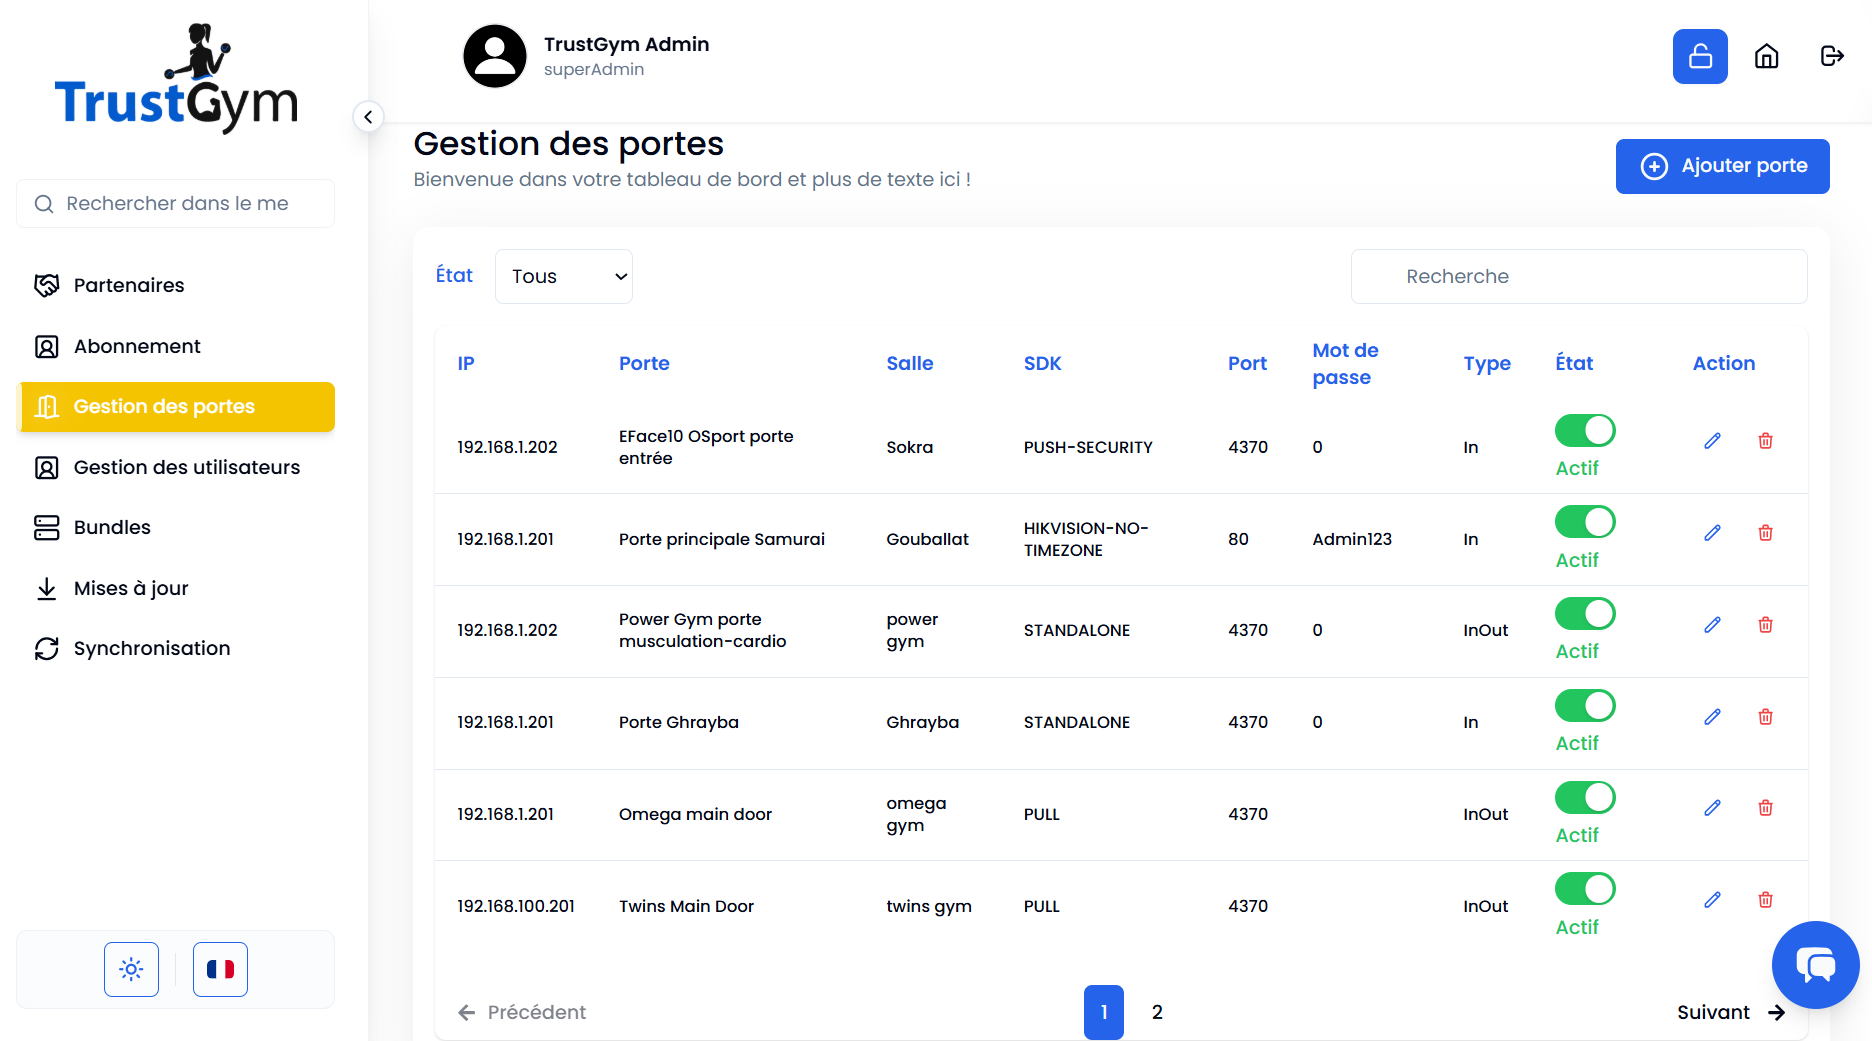 TrustGym
TrustGym Admin
superAdmin
Gestion des portes
Bienvenue dans votre tableau de bord et plus de texte ici !
Ajouter porte
Rechercher dans le me
Partenaires
Abonnement
Gestion des portes
Gestion des utilisateurs
Bundles
Mises à jour
Synchronisation
État
Tous
Recherche
IP Porte Salle SDK Port Mot de passe Type État Action
192.168.1.202 EFace10 OSport porte entrée Sokra PUSH-SECURITY 4370 0 In Actif
192.168.1.201 Porte principale Samurai Gouballat HIKVISION-NO-TIMEZONE 80 Admin123 In Actif
192.168.1.202 Power Gym porte musculation-cardio power gym STANDALONE 4370 0 InOut Actif
192.168.1.201 Porte Ghrayba Ghrayba STANDALONE 4370 0 In Actif
192.168.1.201 Omega main door omega gym PULL 4370 InOut Actif
192.168.100.201 Twins Main Door twins gym PULL 4370 InOut Actif
Précédent 1 2 Suivant